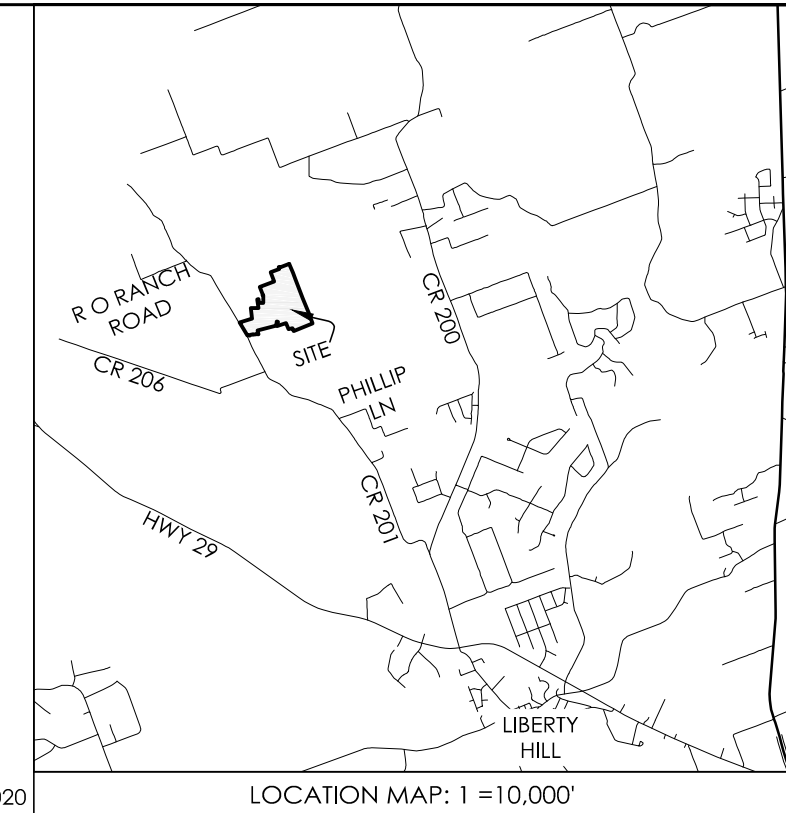 R O RANCH
ROAD
CR 206
SITE
CR 200
PHILLIP
LN
CR 201
HWY 29
LIBERTY
HILL
020
LOCATION MAP: 1 =10,000'